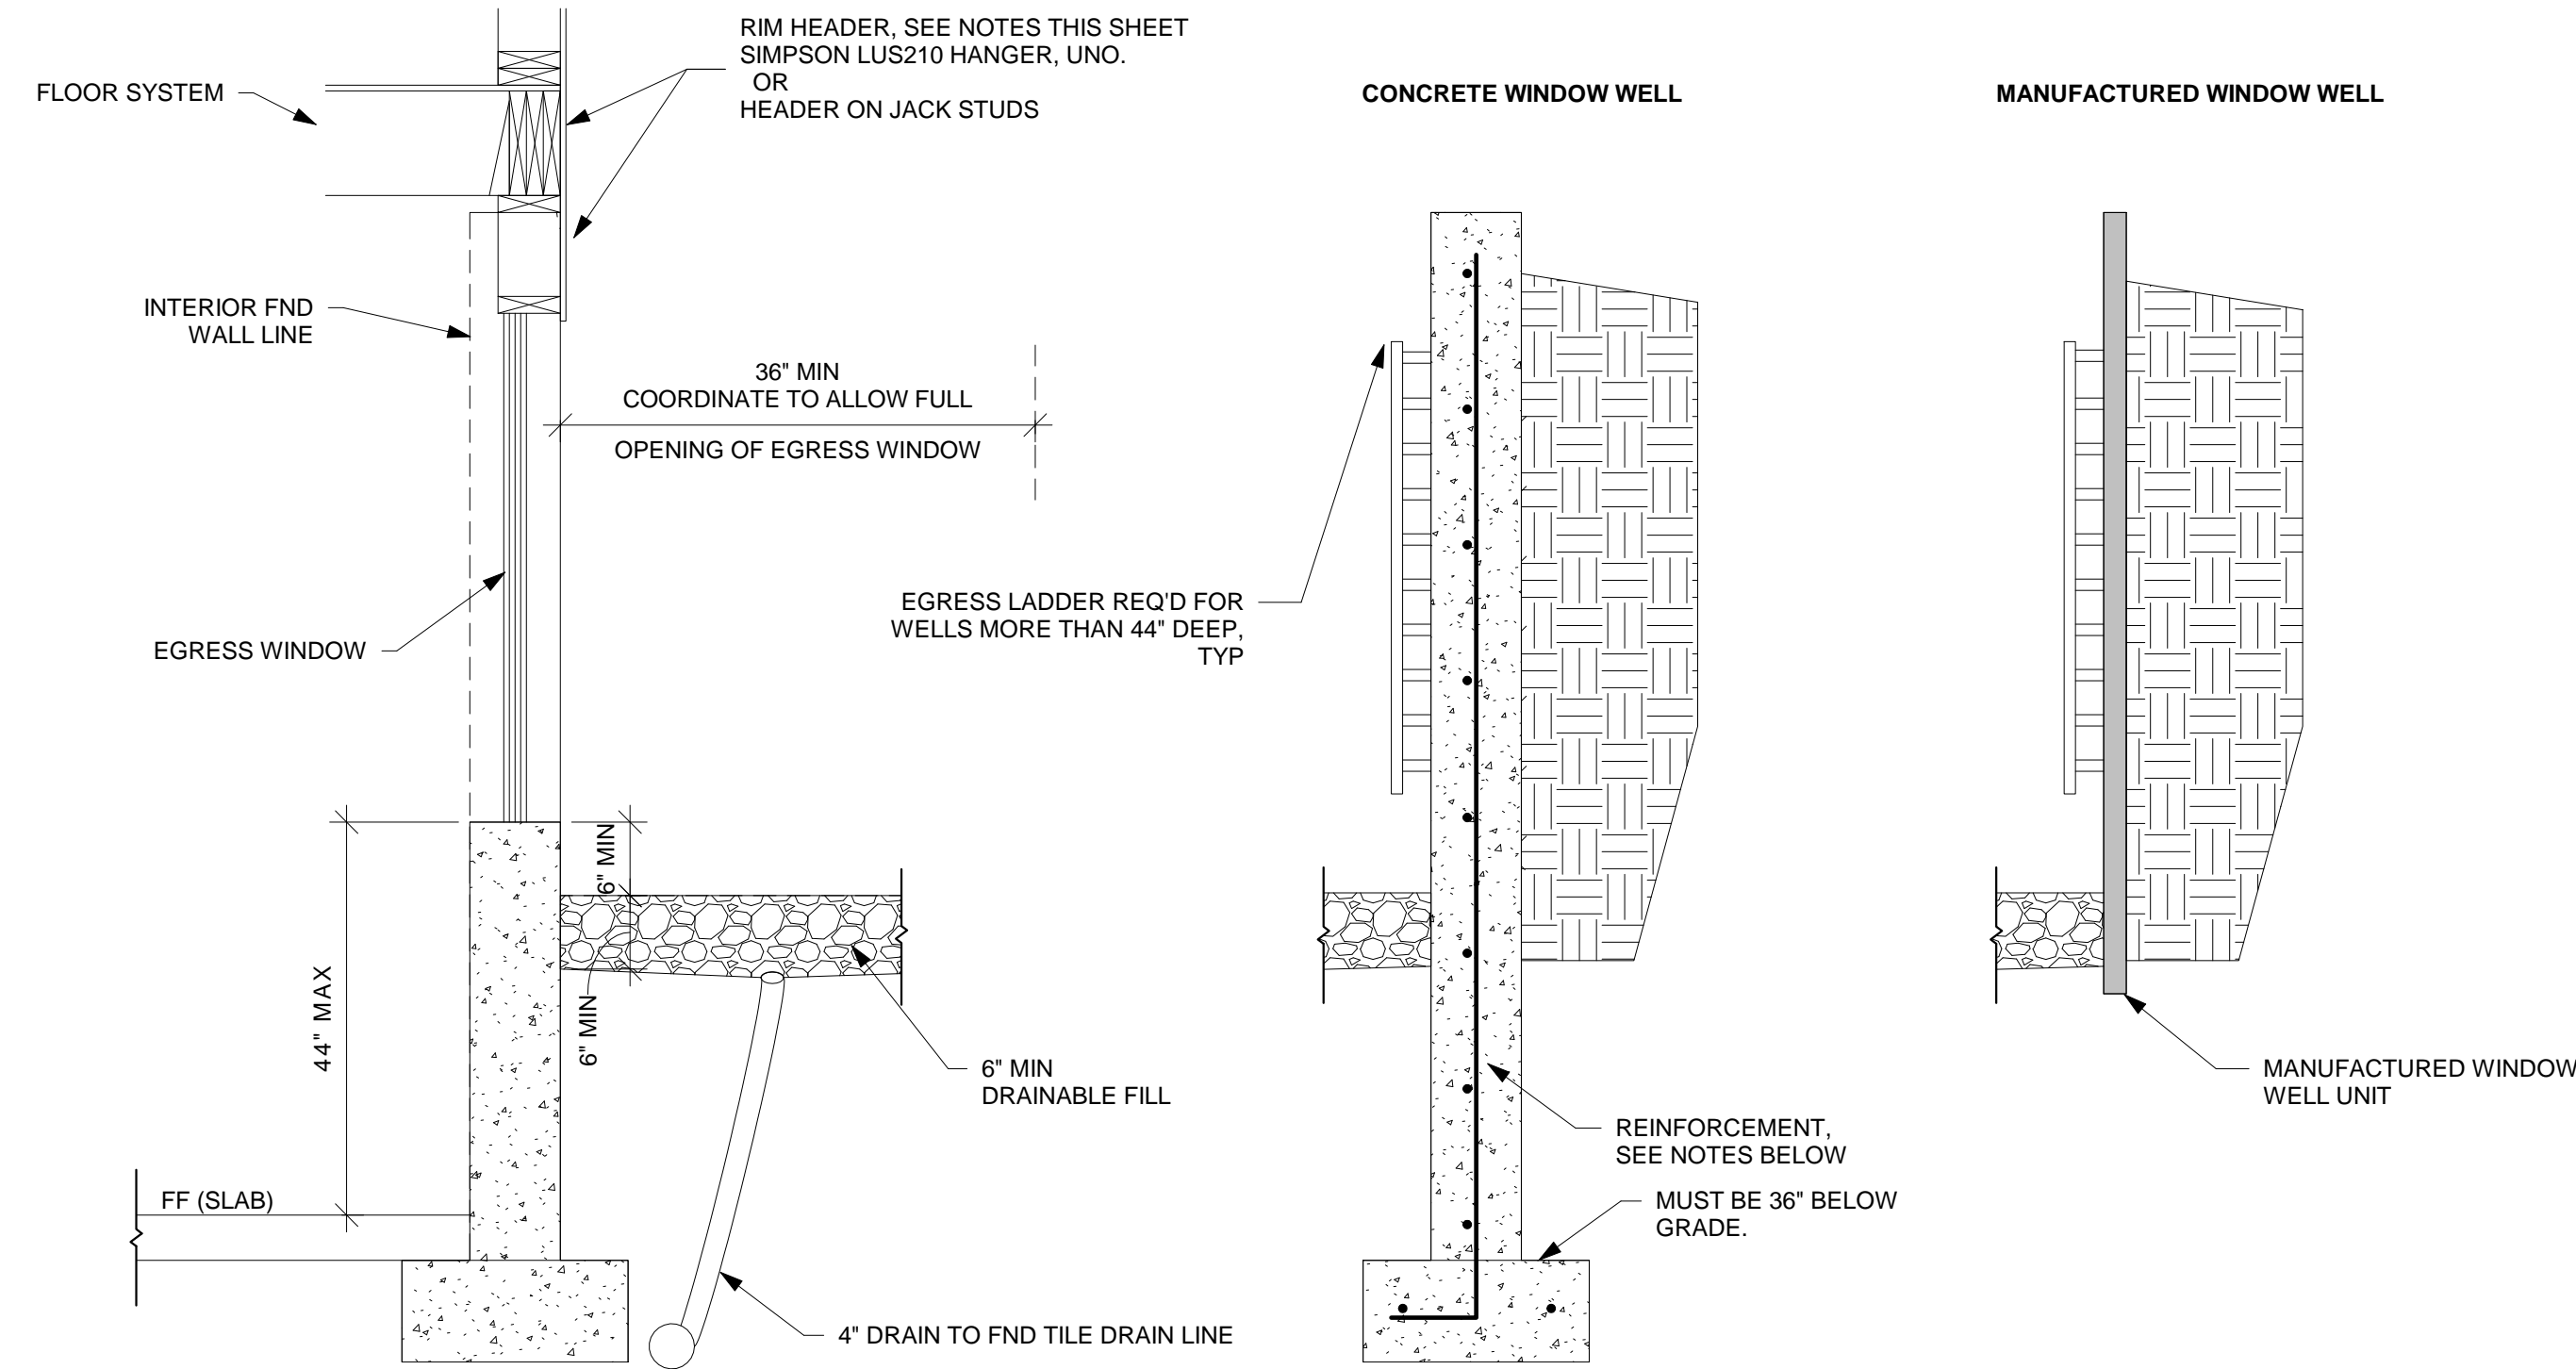 RIM HEADER, SEE NOTES THIS SHEET
SIMPSON LUS210 HANGER, UNO.
OR
HEADER ON JACK STUDS
FLOOR SYSTEM
CONCRETE WINDOW WELL
MANUFACTURED WINDOW WELL
INTERIOR FND
WALL LINE
36" MIN
COORDINATE TO ALLOW FULL
OPENING OF EGRESS WINDOW
EGRESS LADDER REQ'D FOR
WELLS MORE THAN 44" DEEP,
TYP
EGRESS WINDOW
6" MIN
6" MIN
44" MAX
6" MIN
DRAINABLE FILL
MANUFACTURED WINDOW
WELL UNIT
REINFORCEMENT,
SEE NOTES BELOW
MUST BE 36" BELOW
GRADE.
FF (SLAB)
4" DRAIN TO FND TILE DRAIN LINE